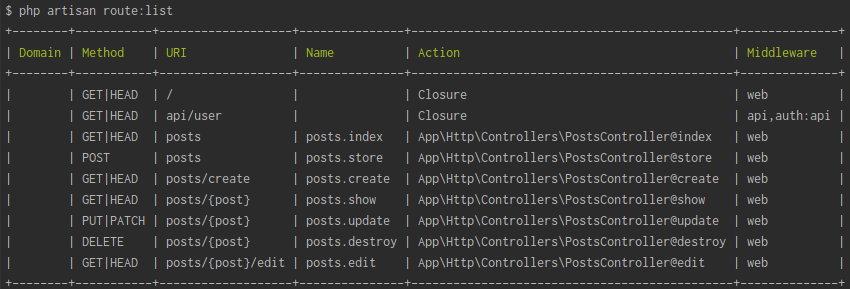 $ php artisan route:list
+--------+-----------+-------------------+---------------+----------------------------------------------+--------------+
| Domain | Method    | URI               | Name          | Action                                       | Middleware   |
+--------+-----------+-------------------+---------------+----------------------------------------------+--------------+
|        | GET|HEAD  | /                 |               | Closure                                      | web          |
|        | GET|HEAD  | api/user          |               | Closure                                      | api,auth:api |
|        | GET|HEAD  | posts             | posts.index   | App\Http\Controllers\PostsController@index   | web          |
|        | POST      | posts             | posts.store   | App\Http\Controllers\PostsController@store   | web          |
|        | GET|HEAD  | posts/create      | posts.create  | App\Http\Controllers\PostsController@create  | web          |
|        | GET|HEAD  | posts/{post}      | posts.show    | App\Http\Controllers\PostsController@show    | web          |
|        | PUT|PATCH | posts/{post}      | posts.update  | App\Http\Controllers\PostsController@update  | web          |
|        | DELETE    | posts/{post}      | posts.destroy | App\Http\Controllers\PostsController@destroy | web          |
|        | GET|HEAD  | posts/{post}/edit | posts.edit    | App\Http\Controllers\PostsController@edit    | web          |
+--------+-----------+-------------------+---------------+----------------------------------------------+--------------+